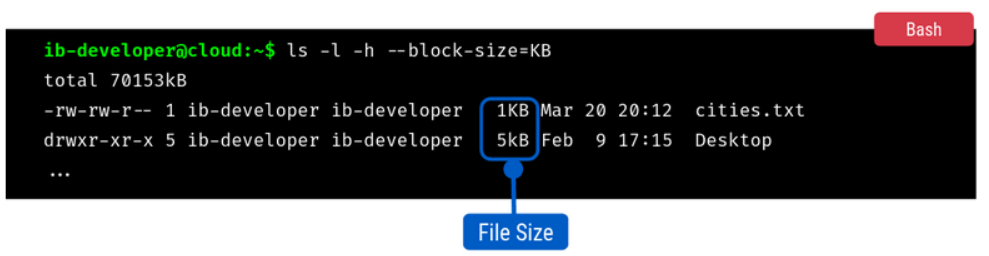 Bash
ib-developer@cloud:~$ ls -l -h --block-size=KB
total 70153kB
-rw-rw-r-- 1 ib-developer ib-developer 1KB Mar 20 20:12 cities.txt
drwxr-xr-x 5 ib-developer ib-developer 5kB Feb 9 17:15 Desktop
...
File Size